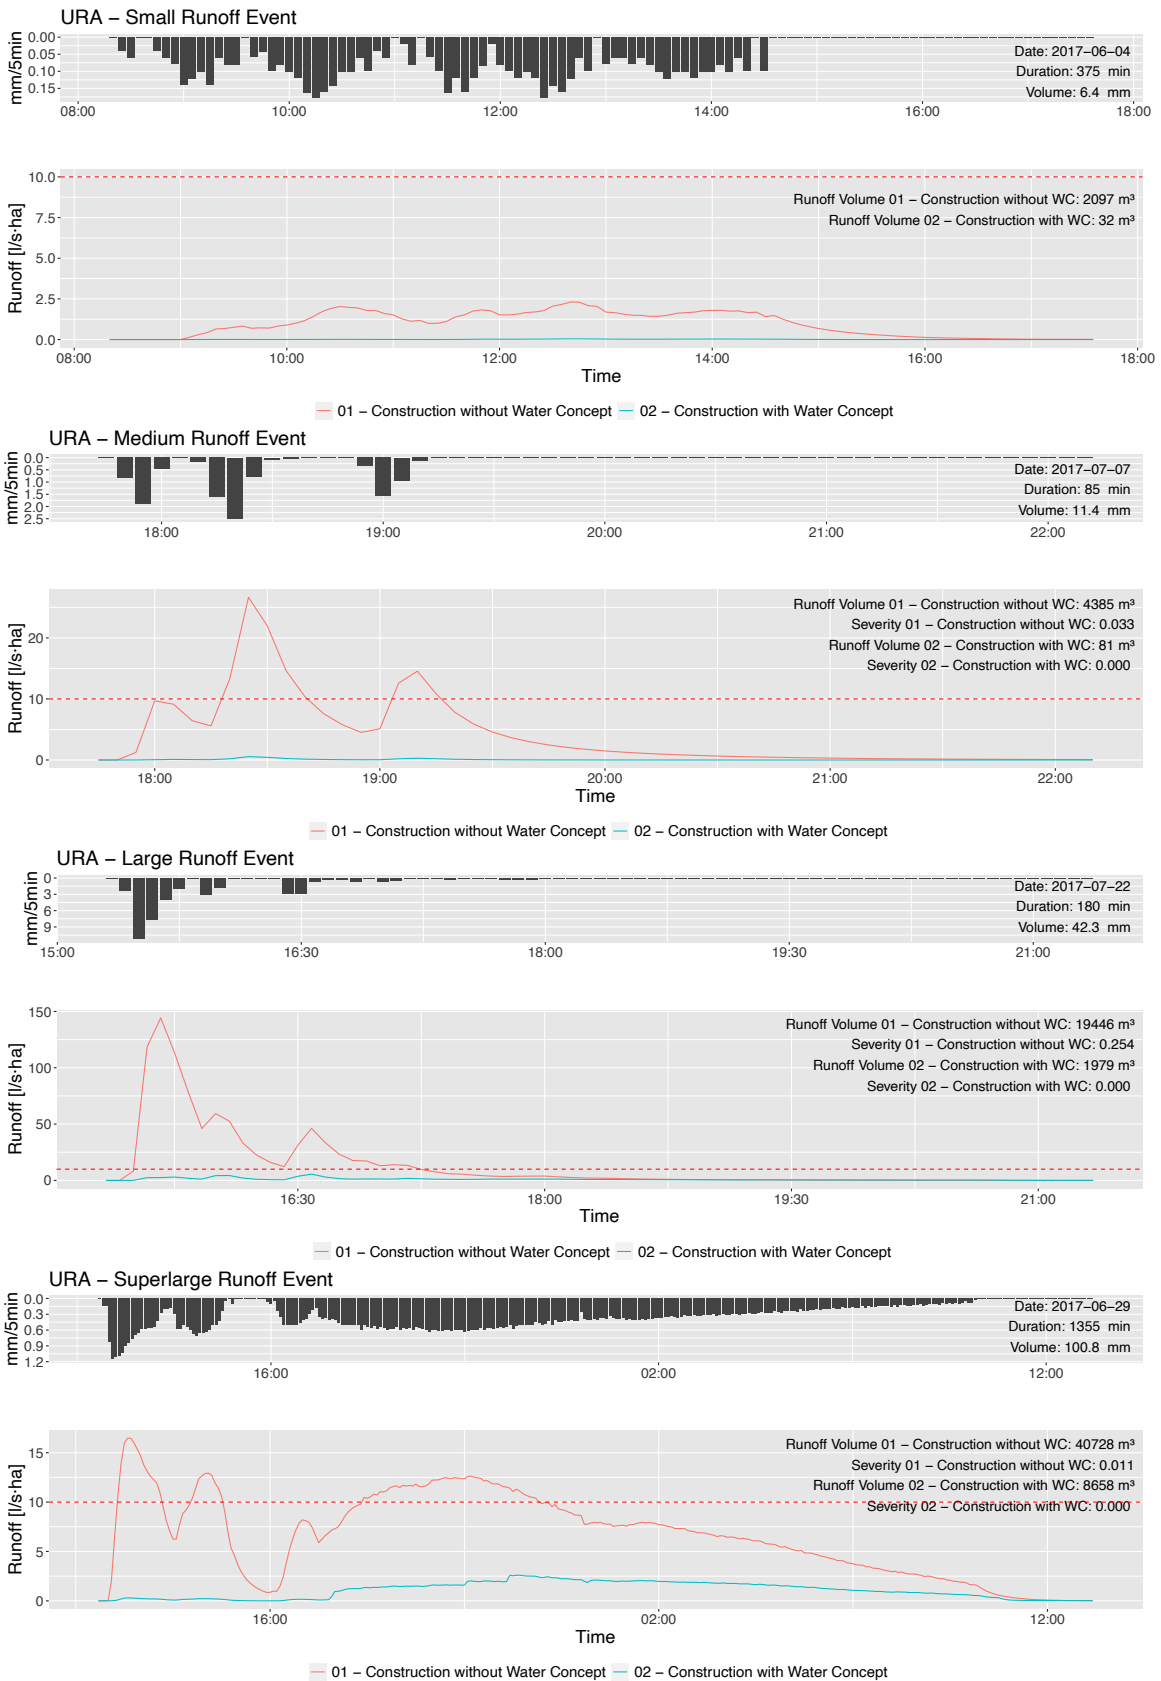 URA – Small Runoff Event
mm/5min
0.00
0.05
0.10
0.15
Date: 2017–06–04
Duration: 375 min
Volume: 6.4 mm
08:00 10:00 12:00 14:00 16:00 18:00
Runoff [l/s·ha]
10.0
7.5
5.0
2.5
0.0
Runoff Volume 01 – Construction without WC: 2097 m³
Runoff Volume 02 – Construction with WC: 32 m³
08:00 10:00 12:00 14:00 16:00 18:00
Time
01 – Construction without Water Concept 02 – Construction with Water Concept
URA – Medium Runoff Event
mm/5min
0.0
0.5
1.0
1.5
2.0
2.5
Date: 2017–07–07
Duration: 85 min
Volume: 11.4 mm
18:00 19:00 20:00 21:00 22:00
Runoff [l/s·ha]
20
10
0
Runoff Volume 01 – Construction without WC: 4385 m³
Severity 01 – Construction without WC: 0.033
Runoff Volume 02 – Construction with WC: 81 m³
Severity 02 – Construction with WC: 0.000
18:00 19:00 20:00 21:00 22:00
Time
01 – Construction without Water Concept 02 – Construction with Water Concept
URA – Large Runoff Event
mm/5min
0
3
6
9
Date: 2017–07–22
Duration: 180 min
Volume: 42.3 mm
15:00 16:30 18:00 19:30 21:00
Runoff [l/s·ha]
150
100
50
0
Runoff Volume 01 – Construction without WC: 19446 m³
Severity 01 – Construction without WC: 0.254
Runoff Volume 02 – Construction with WC: 1979 m³
Severity 02 – Construction with WC: 0.000
16:30 18:00 19:30 21:00
Time
01 – Construction without Water Concept 02 – Construction with Water Concept
URA – Superlarge Runoff Event
mm/5min
0.0
0.3
0.6
0.9
1.2
Date: 2017–06–29
Duration: 1355 min
Volume: 100.8 mm
16:00 02:00 12:00
Runoff [l/s·ha]
15
10
5
0
Runoff Volume 01 – Construction without WC: 40728 m³
Severity 01 – Construction without WC: 0.011
Runoff Volume 02 – Construction with WC: 8658 m³
Severity 02 – Construction with WC: 0.000
16:00 02:00 12:00
Time
01 – Construction without Water Concept 02 – Construction with Water Concept